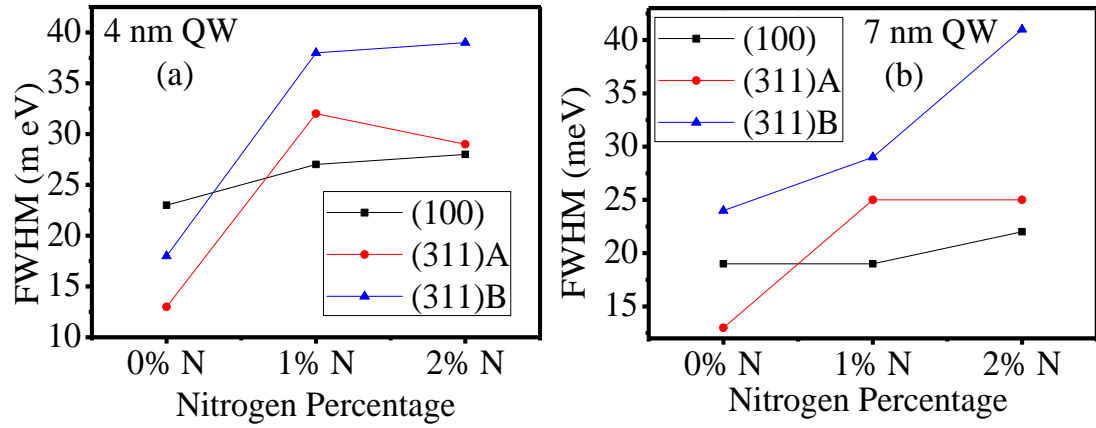 4 nm QW
(a)
FWHM (m eV)
40
35
30
25
20
15
10
(100)
(311)A
(311)B
0% N 1% N 2% N
Nitrogen Percentage
7 nm QW
(b)
FWHM (meV)
40
35
30
25
20
15
(100)
(311)A
(311)B
0% N 1% N 2% N
Nitrogen Percentage